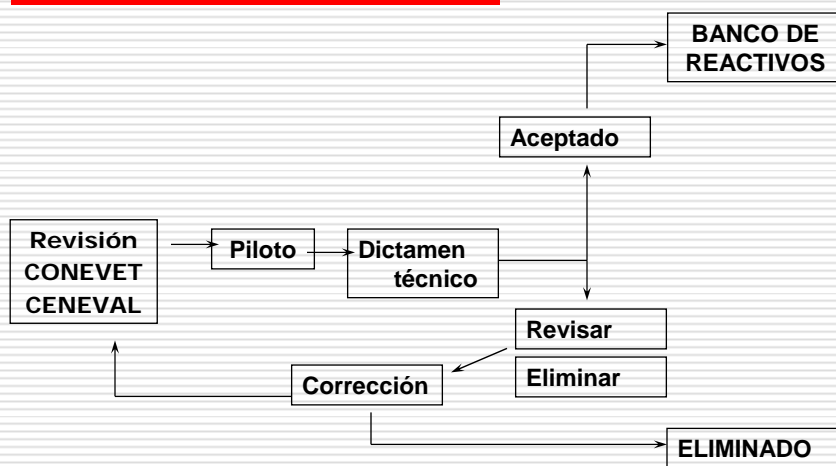 BANCO DE
REACTIVOS
Aceptado
Revisión
CONEVET
CENEVAL
Piloto
Dictamen
técnico
Revisar
Eliminar
Corrección
ELIMINADO